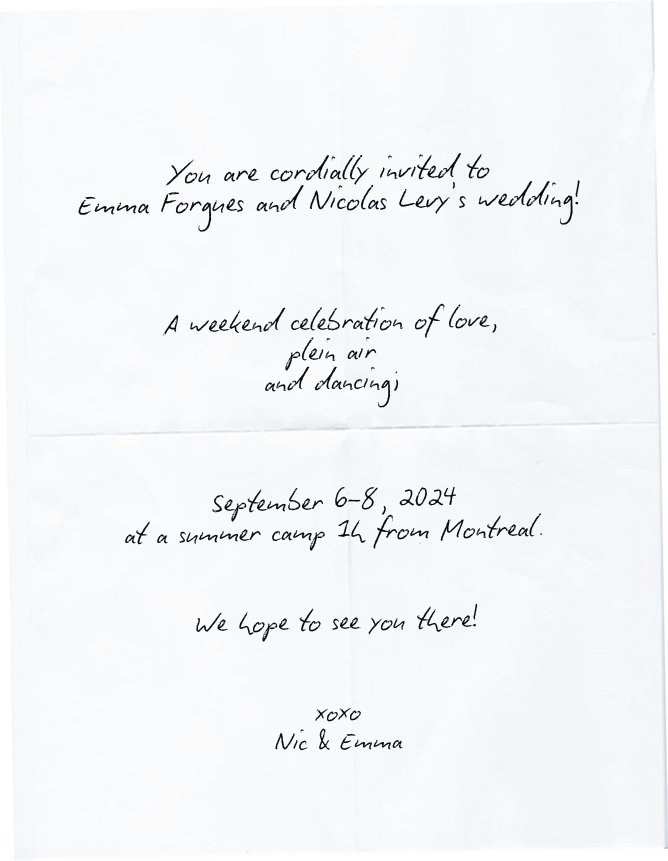 You are cordially invited to
Emma Forgues and Nicolas Levy's wedding!
A weekend celebration of love,
plein air
and dancing;
September 6-8, 2024
at a summer camp 1h from Montreal.
We hope to see you there!
xoxo
Nic & Emma